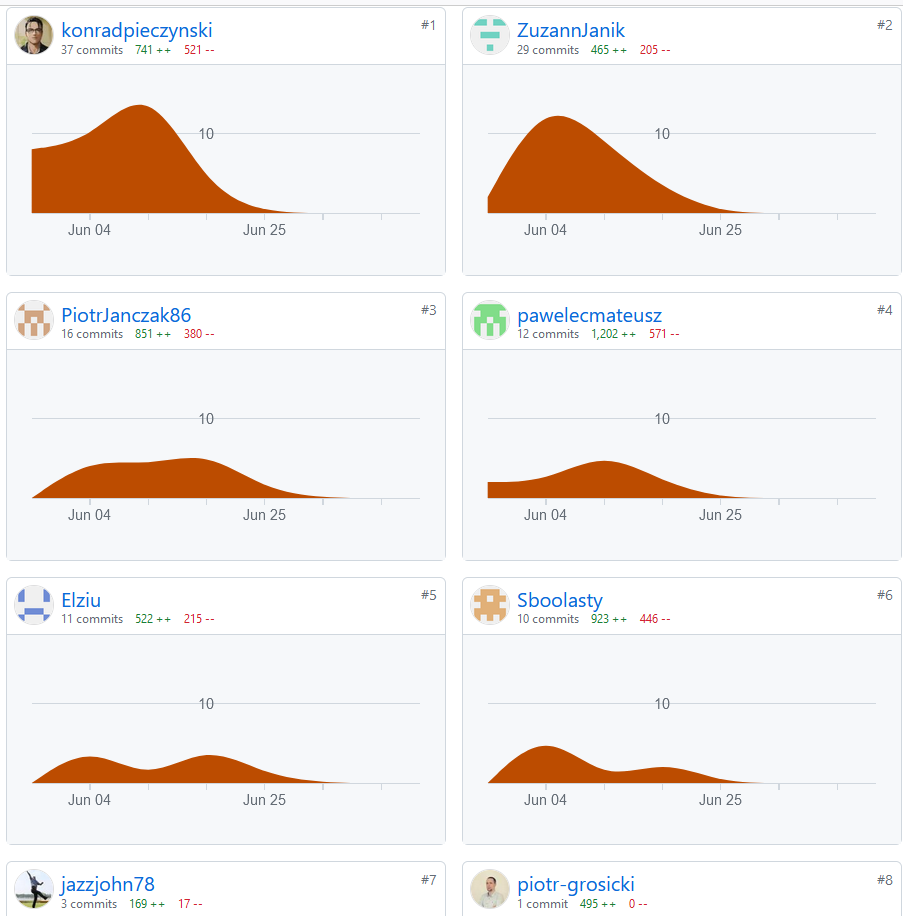 konradpieczynski #1
37 commits 741 ++ 521 --
10
Jun 04 Jun 25
ZuzannJanik #2
29 commits 465 ++ 205 --
10
Jun 04 Jun 25
PiotrJanczak86 #3
16 commits 851 ++ 380 --
10
Jun 04 Jun 25
pawelecmateusz #4
12 commits 1,202 ++ 571 --
10
Jun 04 Jun 25
Elziu #5
11 commits 522 ++ 215 --
10
Jun 04 Jun 25
Sboolasty #6
10 commits 923 ++ 446 --
10
Jun 04 Jun 25
jazzjohn78 #7
3 commits 169 ++ 17 --
piotr-grosicki #8
1 commit 495 ++ 0 --